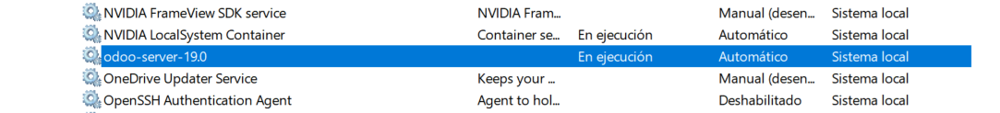 NVIDIA FrameView SDK service NVIDIA Fram... Manual (desen... Sistema local
NVIDIA LocalSystem Container Container se... En ejecución Automático Sistema local
odoo-server-19.0 En ejecución Automático Sistema local
OneDrive Updater Service Keeps your ... Manual (desen... Sistema local
OpenSSH Authentication Agent Agent to hol... Deshabilitado Sistema local